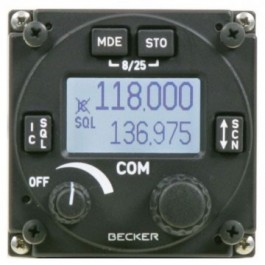 MDE STO
8/25
118.000
SQL 136.975
IC SQL
SCN
COM
OFF
BECKER